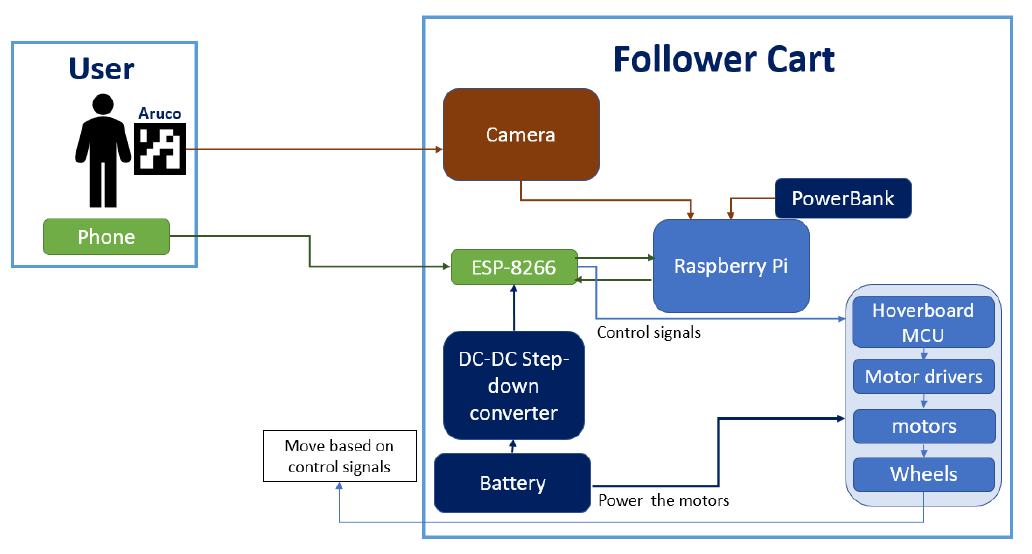 User
Aruco
Phone
Follower Cart
Camera
PowerBank
ESP-8266
Raspberry Pi
Control signals
Hoverboard
MCU
Motor drivers
motors
Wheels
DC-DC Step-
down
converter
Battery
Power the motors
Move based on
control signals